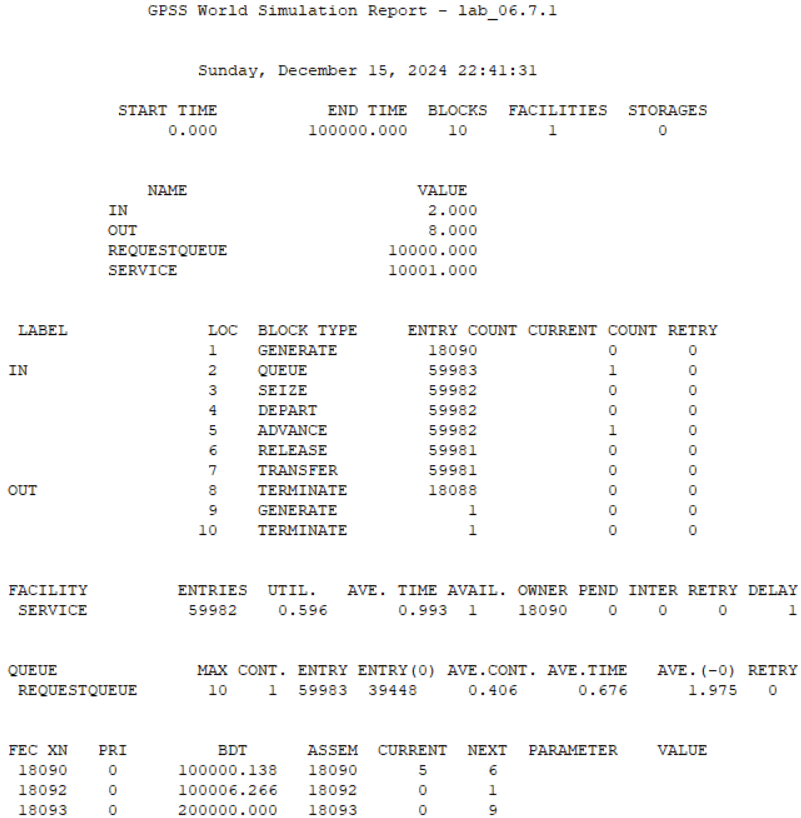 GPSS World Simulation Report - lab_06.7.1
Sunday, December 15, 2024 22:41:31
START TIME END TIME BLOCKS FACILITIES STORAGES
0.000 100000.000 10 1 0
NAME VALUE
IN 2.000
OUT 8.000
REQUESTQUEUE 10000.000
SERVICE 10001.000
LABEL LOC BLOCK TYPE ENTRY COUNT CURRENT COUNT RETRY
1 GENERATE 18090 0 0
IN 2 QUEUE 59983 1 0
3 SEIZE 59982 0 0
4 DEPART 59982 0 0
5 ADVANCE 59982 1 0
6 RELEASE 59981 0 0
7 TRANSFER 59981 0 0
OUT 8 TERMINATE 18088 0 0
9 GENERATE 1 0 0
10 TERMINATE 1 0 0
FACILITY ENTRIES UTIL. AVE. TIME AVAIL. OWNER PEND INTER RETRY DELAY
SERVICE 59982 0.596 0.993 1 18090 0 0 0 1
QUEUE MAX CONT. ENTRY ENTRY(0) AVE.CONT. AVE.TIME AVE.(-0) RETRY
REQUESTQUEUE 10 1 59983 39448 0.406 0.676 1.975 0
FEC XN PRI BDT ASSEM CURRENT NEXT PARAMETER VALUE
18090 0 100000.138 18090 5 6
18092 0 100006.266 18092 0 1
18093 0 200000.000 18093 0 9